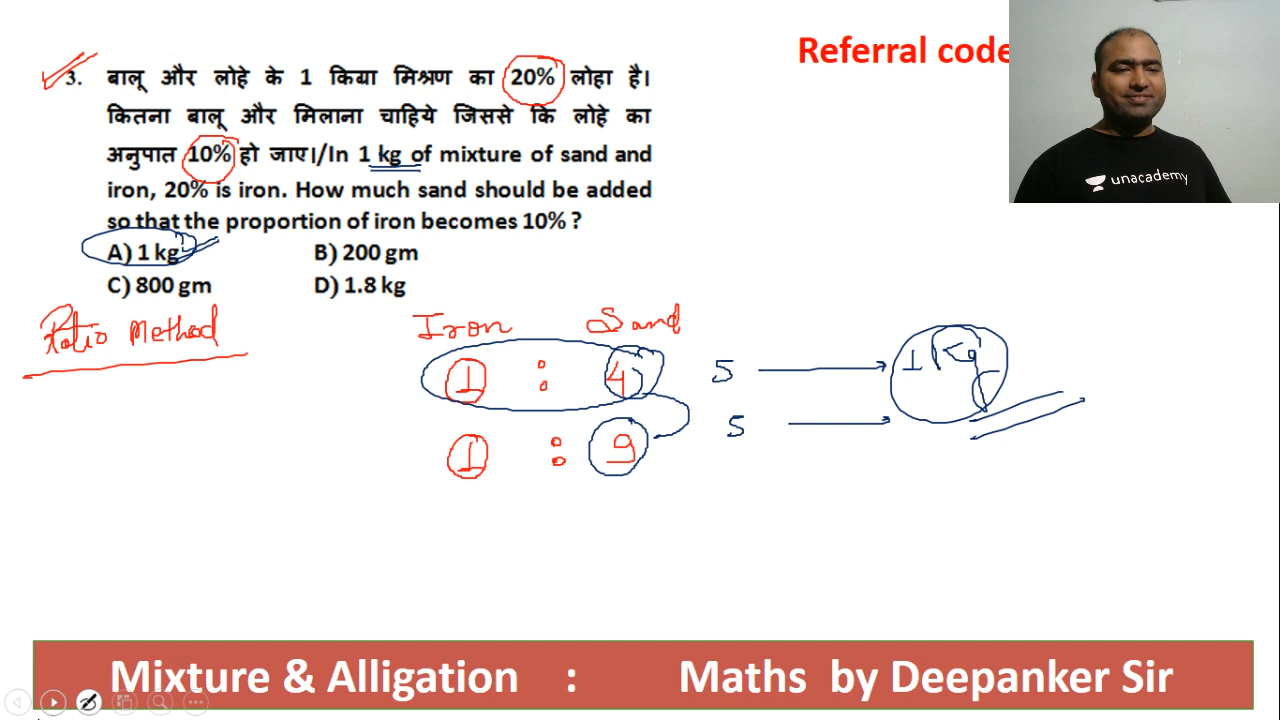 Referral code
3. बालू और लोहे के 1 किग्रा मिश्रण का 20% लोहा है।
कितना बालू और मिलाना चाहिये जिससे कि लोहे का
अनुपात 10% हो जाए।/In 1 kg of mixture of sand and
iron, 20% is iron. How much sand should be added
so that the proportion of iron becomes 10% ?
A) 1 kg B) 200 gm
C) 800 gm D) 1.8 kg
unacademy
Ratio Method
Iron Sand
1 : 4 5 1 Kg
1 : 9 5
Mixture & Alligation : Maths by Deepanker Sir